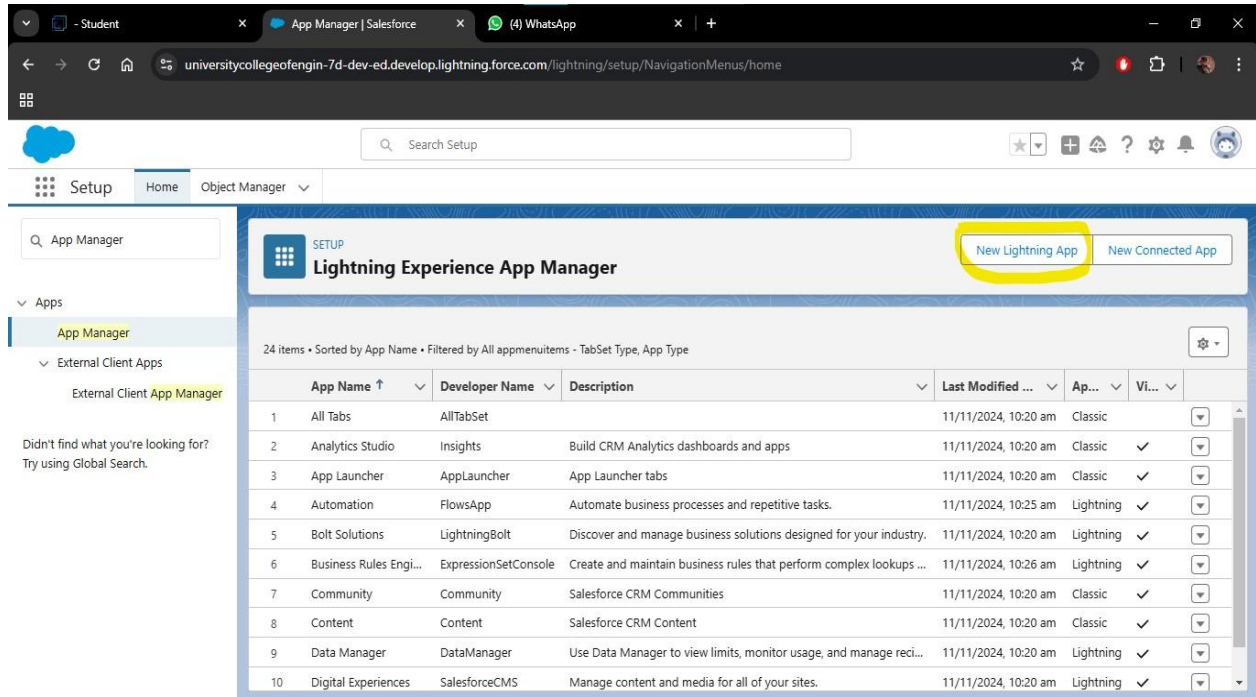 - Student
App Manager | Salesforce
(4) WhatsApp
universitycollegeofengin-7d-dev-ed.develop.lightning.force.com/lightning/setup/NavigationMenus/home
Search Setup
Setup
Home
Object Manager
App Manager
Apps
App Manager
External Client Apps
External Client App Manager
Didn't find what you're looking for?
Try using Global Search.
SETUP
Lightning Experience App Manager
New Lightning App
New Connected App
24 items • Sorted by App Name • Filtered by All appmenuitems - TabSet Type, App Type
App Name ↑ Developer Name Description Last Modified ... Ap... Vi...
1 All Tabs AllTabSet 11/11/2024, 10:20 am Classic
2 Analytics Studio Insights Build CRM Analytics dashboards and apps 11/11/2024, 10:20 am Classic ✓
3 App Launcher AppLauncher App Launcher tabs 11/11/2024, 10:20 am Classic ✓
4 Automation FlowsApp Automate business processes and repetitive tasks. 11/11/2024, 10:25 am Lightning ✓
5 Bolt Solutions LightningBolt Discover and manage business solutions designed for your industry. 11/11/2024, 10:20 am Lightning ✓
6 Business Rules Engi... ExpressionSetConsole Create and maintain business rules that perform complex lookups ... 11/11/2024, 10:26 am Lightning ✓
7 Community Community Salesforce CRM Communities 11/11/2024, 10:20 am Classic ✓
8 Content Content Salesforce CRM Content 11/11/2024, 10:20 am Classic ✓
9 Data Manager DataManager Use Data Manager to view limits, monitor usage, and manage reci... 11/11/2024, 10:20 am Lightning ✓
10 Digital Experiences SalesforceCMS Manage content and media for all of your sites. 11/11/2024, 10:20 am Lightning ✓